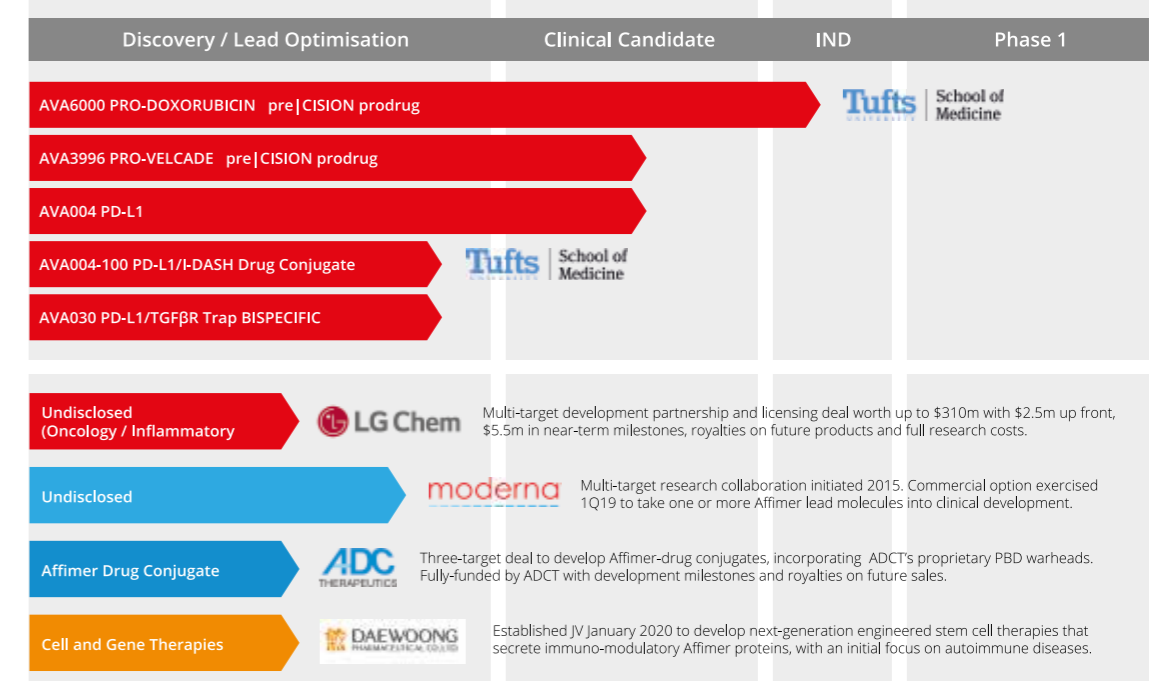 Discovery / Lead Optimisation Clinical Candidate IND Phase 1
AVA6000 PRO-DOXORUBICIN pre|CISION prodrug
Tufts
UNIVERSITY
School of
Medicine
AVA3996 PRO-VELCADE pre|CISION prodrug
AVA004 PD-L1
AVA004-100 PD-L1/I-DASH Drug Conjugate
Tufts
UNIVERSITY
School of
Medicine
AVA030 PD-L1/TGFβR Trap BISPECIFIC
Undisclosed
(Oncology / Inflammatory
LG Chem
Multi-target development partnership and licensing deal worth up to $310m with $2.5m up front,
$5.5m in near-term milestones, royalties on future products and full research costs.
Undisclosed
moderna
Multi-target research collaboration initiated 2015. Commercial option exercised
1Q19 to take one or more Affimer lead molecules into clinical development.
Affimer Drug Conjugate
ADC
THERAPEUTICS
Three-target deal to develop Affimer-drug conjugates, incorporating ADCT's proprietary PBD warheads.
Fully-funded by ADCT with development milestones and royalties on future sales.
Cell and Gene Therapies
DAEWOONG
PHARMACEUTICAL CO.,LTD
Established JV January 2020 to develop next-generation engineered stem cell therapies that
secrete immuno-modulatory Affimer proteins, with an initial focus on autoimmune diseases.